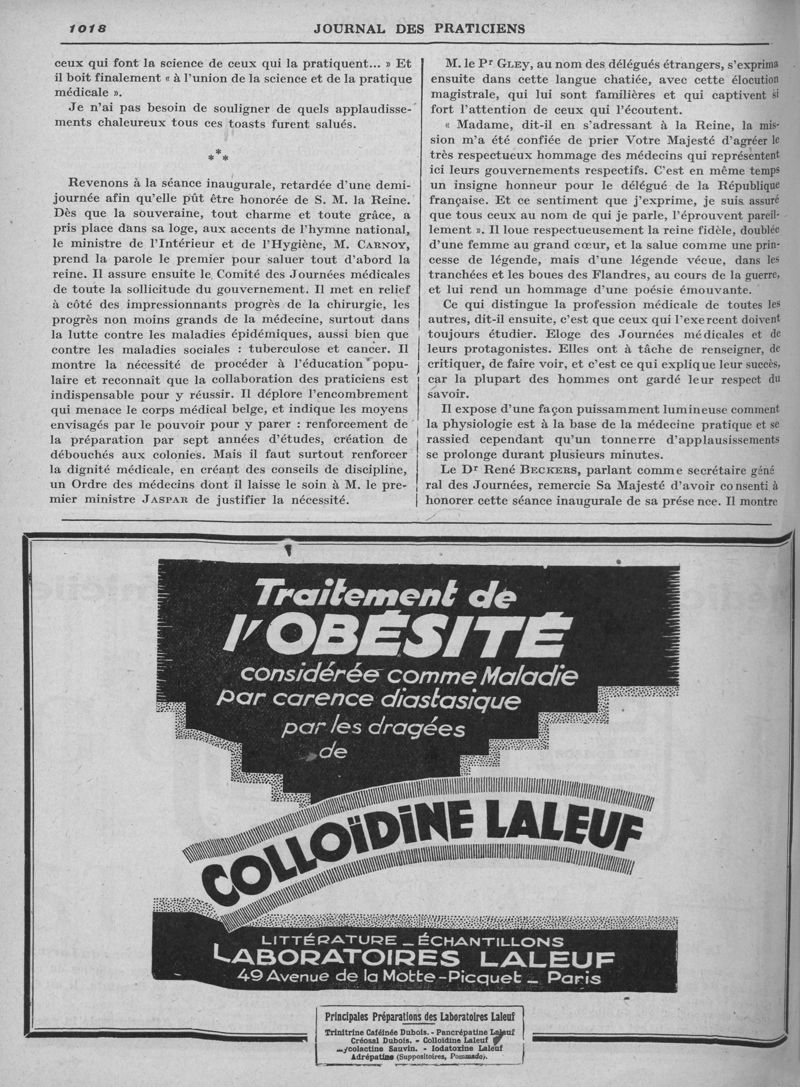 1018
JOURNAL DES PRATICIENS
ceux qui font la science de ceux qui la pratiquent... » Et
il boit finalement « à l'union de la science et de la pratique
médicale ».
Je n'ai pas besoin de souligner de quels applaudisse-
ments chaleureux tous ces toasts furent salués.
***
Revenons à la séance inaugurale, retardée d'une demi-
journée afin qu'elle pût être honorée de S. M. la Reine.
Dès que la souveraine, tout charme et toute grâce, a
pris place dans sa loge, aux accents de l'hymne national,
le ministre de l'Intérieur et de l'Hygiène, M. CARNOY,
prend la parole le premier pour saluer tout d'abord la
reine. Il assure ensuite le Comité des Journées médicales
de toute la sollicitude du gouvernement. Il met en relief
à côté des impressionnants progrès de la chirurgie, les
progrès non moins grands de la médecine, surtout dans
la lutte contre les maladies épidémiques, aussi bien que
contre les maladies sociales : tuberculose et cancer. Il
montre la nécessité de procéder à l'éducation popu-
laire et reconnaît que la collaboration des praticiens est
indispensable pour y réussir. Il déplore l'encombrement
qui menace le corps médical belge, et indique les moyens
envisagés par le pouvoir pour y parer : renforcement de
la préparation par sept années d'études, création de
débouchés aux colonies. Mais il faut surtout renforcer
la dignité médicale, en créant des conseils de discipline,
un Ordre des médecins dont il laisse le soin à M. le pre-
mier ministre JASPAR de justifier la nécessité.
M. le Pr GLEY, au nom des délégués étrangers, s'exprima
ensuite dans cette langue chatiée, avec cette élocution
magistrale, qui lui sont familières et qui captivent si
fort l'attention de ceux qui l'écoutent.
« Madame, dit-il en s'adressant à la Reine, la mis-
sion m'a été confiée de prier Votre Majesté d'agréer le
très respectueux hommage des médecins qui représentent
ici leurs gouvernements respectifs. C'est en même temps
un insigne honneur pour le délégué de la République
française. Et ce sentiment que j'exprime, je suis assuré
que tous ceux au nom de qui je parle, l'éprouvent pareil-
lement ». Il loue respectueusement la reine fidèle, doublée
d'une femme au grand cœur, et la salue comme une prin-
cesse de légende, mais d'une légende vécue, dans les
tranchées et les boues des Flandres, au cours de la guerre,
et lui rend un hommage d'une poésie émouvante.
Ce qui distingue la profession médicale de toutes les
autres, dit-il ensuite, c'est que ceux qui l'exercent doivent
toujours étudier. Eloge des Journées médicales et de
leurs protagonistes. Elles ont à tâche de renseigner, de
critiquer, de faire voir, et c'est ce qui explique leur succès,
car la plupart des hommes ont gardé leur respect du
savoir.
Il expose d'une façon puissamment lumineuse comment
la physiologie est à la base de la médecine pratique et se
rassied cependant qu'un tonnerre d'applausissements
se prolonge durant plusieurs minutes.
Le Dr René BECKERS, parlant comme secrétaire géné
ral des Journées, remercie Sa Majesté d'avoir consenti à
honorer cette séance inaugurale de sa présence. Il montre
Traitement de
l'OBÉSITÉ
considérée comme Maladie
par carence diastasique
par les dragées
de
COLLOÏDINE LALEUF
LITTÉRATURE _ ÉCHANTILLONS
LABORATOIRES LALEUF
49 Avenue de la Motte-Picquet _ Paris
Principales Préparations des Laboratoires Laleuf
Trinitrine Caféinée Dubois. - Pancrépatine Laleuf
Créosal Dubois. - Colloïdine Laleuf
Sauvin. - Iodatoxine Laleuf
Adrépatine (Suppositoires, Pommade).